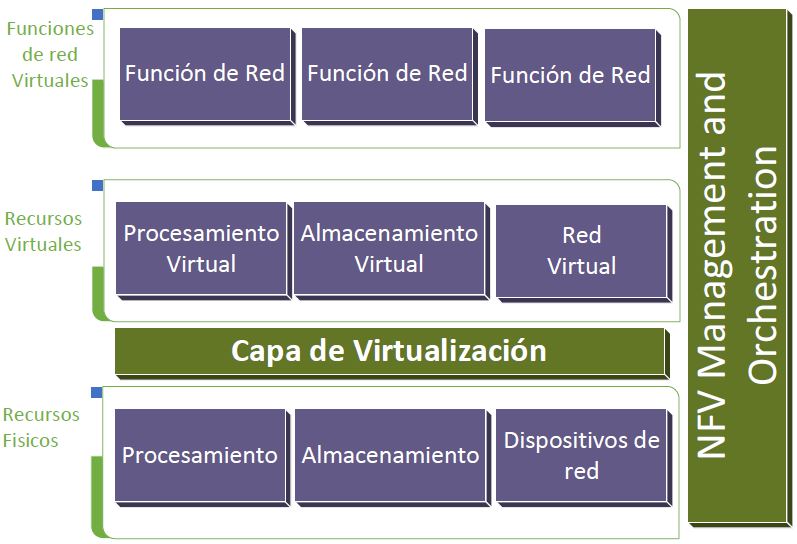 Funciones
de red
Virtuales
Función de Red
Función de Red
Función de Red
Recursos
Virtuales
Procesamiento
Virtual
Almacenamiento
Virtual
Red
Virtual
Capa de Virtualización
Recursos
Fisicos
Procesamiento
Almacenamiento
Dispositivos de
red
NFV Management and
Orchestration